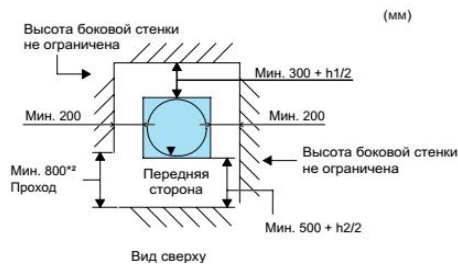 (мм)
Высота боковой стенки
не ограничена
Мин. 300 + h1/2
Мин. 200
Мин. 200
Мин. 800*²
Проход
Передняя
сторона
Высота боковой стенки
не ограничена
Мин. 500 + h2/2
Вид сверху